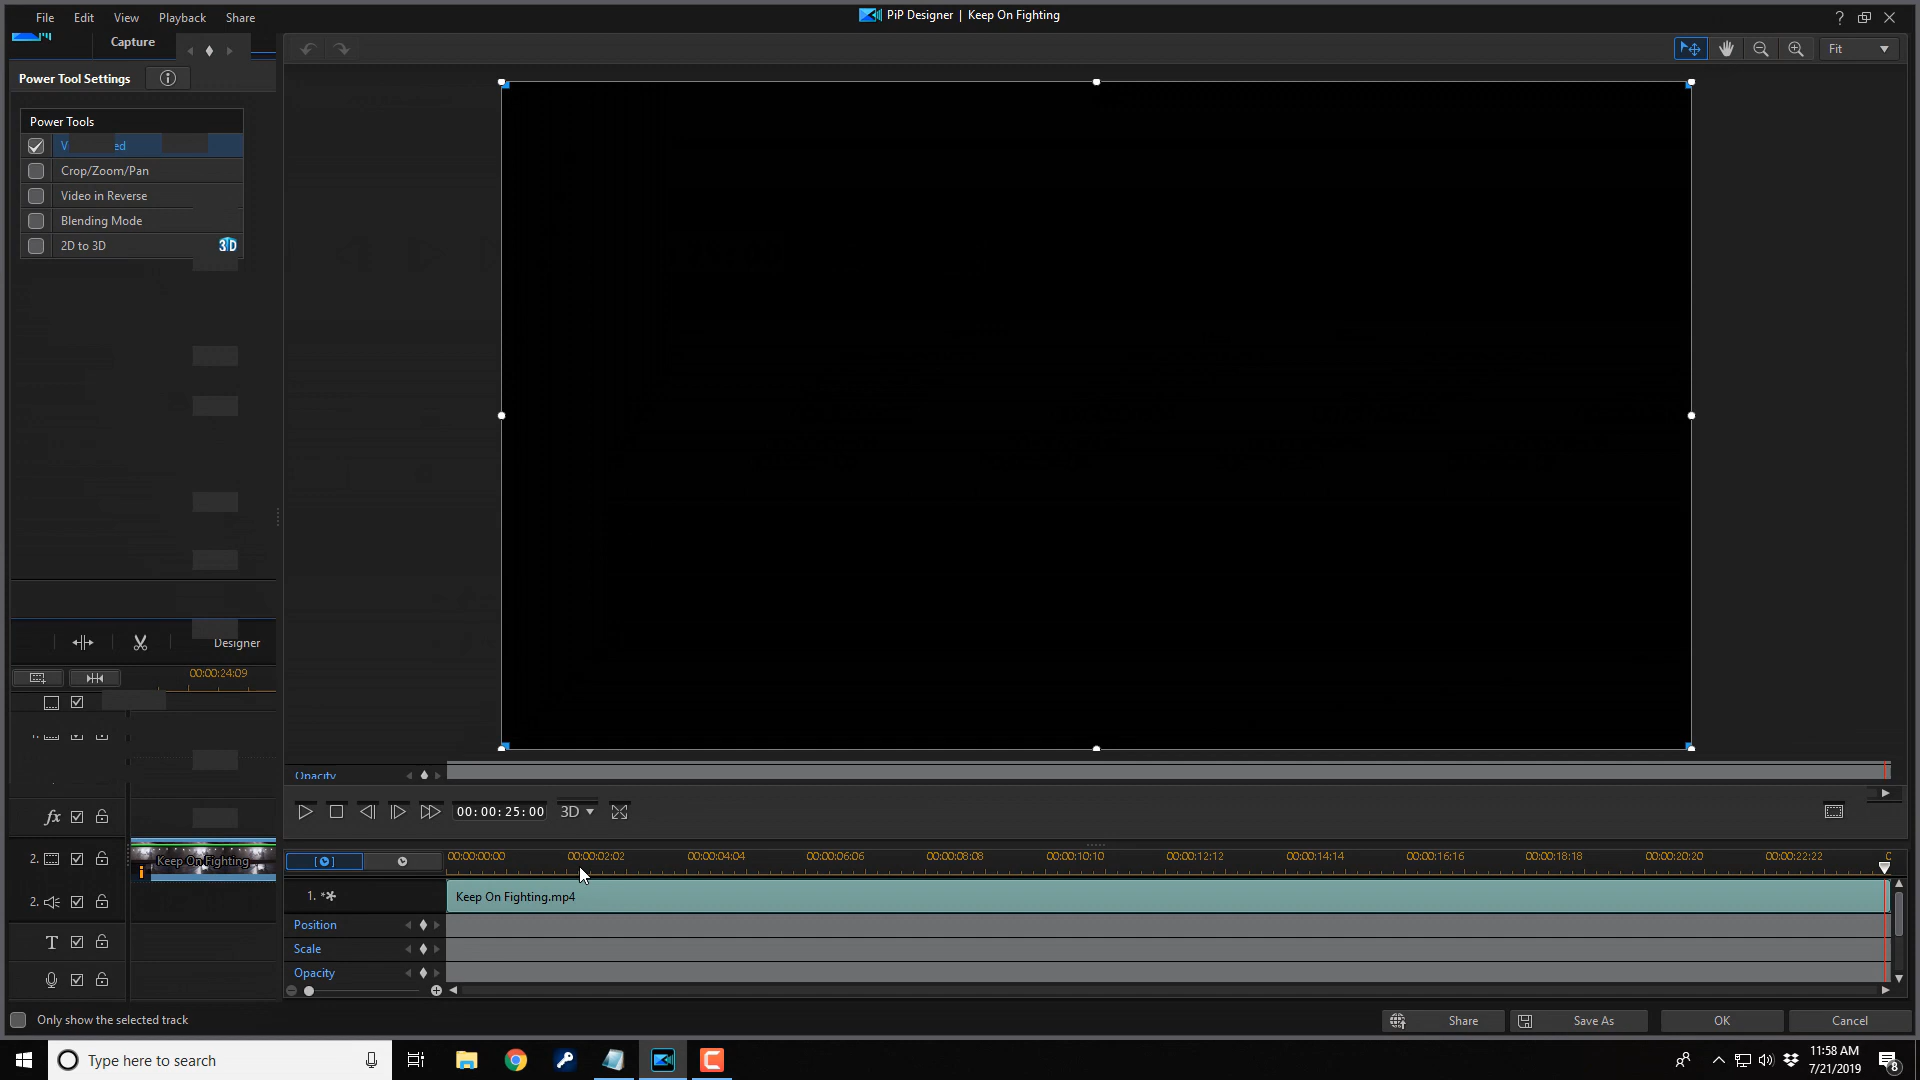 File Edit View Playback Share
PiP Designer | Keep On Fighting
?
Capture
Fit
Power Tool Settings
Power Tools
V ed
Crop/Zoom/Pan
Video in Reverse
Blending Mode
2D to 3D 3D
Designer
00:00:24:09
Opacity
00:00:25:00 3D
fx
2. Keep On Fighting
2.
T
00:00:00:00 00:00:02:02 00:00:04:04 00:00:06:06 00:00:08:08 00:00:10:10 00:00:12:12 00:00:14:14 00:00:16:16 00:00:18:18 00:00:20:20 00:00:22:22
1. Keep On Fighting.mp4
Position
Scale
Opacity
Only show the selected track
Share Save As OK Cancel
Type here to search
11:58 AM
7/21/2019
8